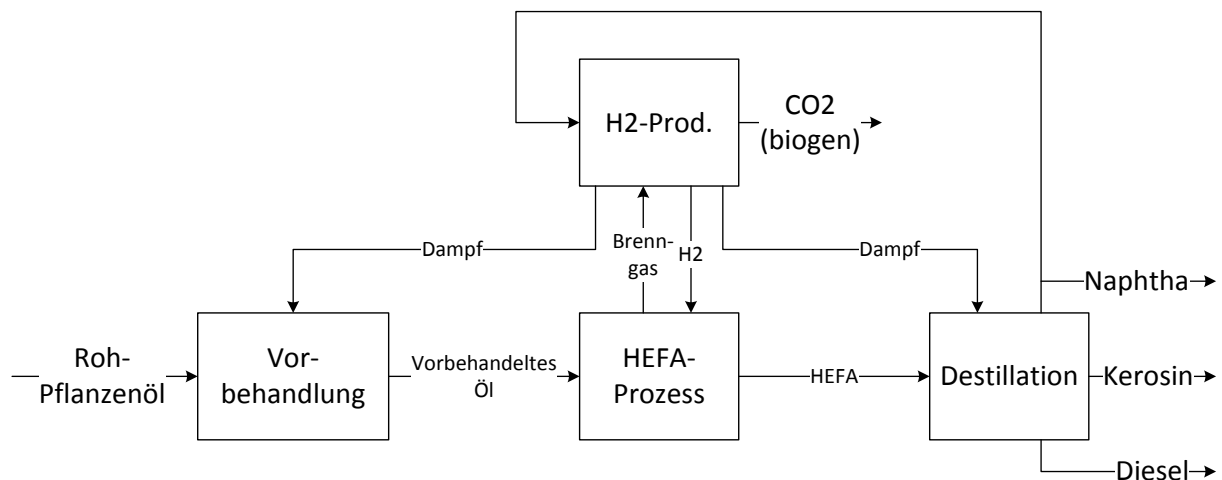 H2-Prod.
CO2
(biogen)
Dampf
Brenn-
gas
H2
Dampf
Naphtha
Roh-
Pflanzenöl
Vor-
behandlung
Vorbehandeltes
Öl
HEFA-
Prozess
HEFA
Destillation
Kerosin
Diesel